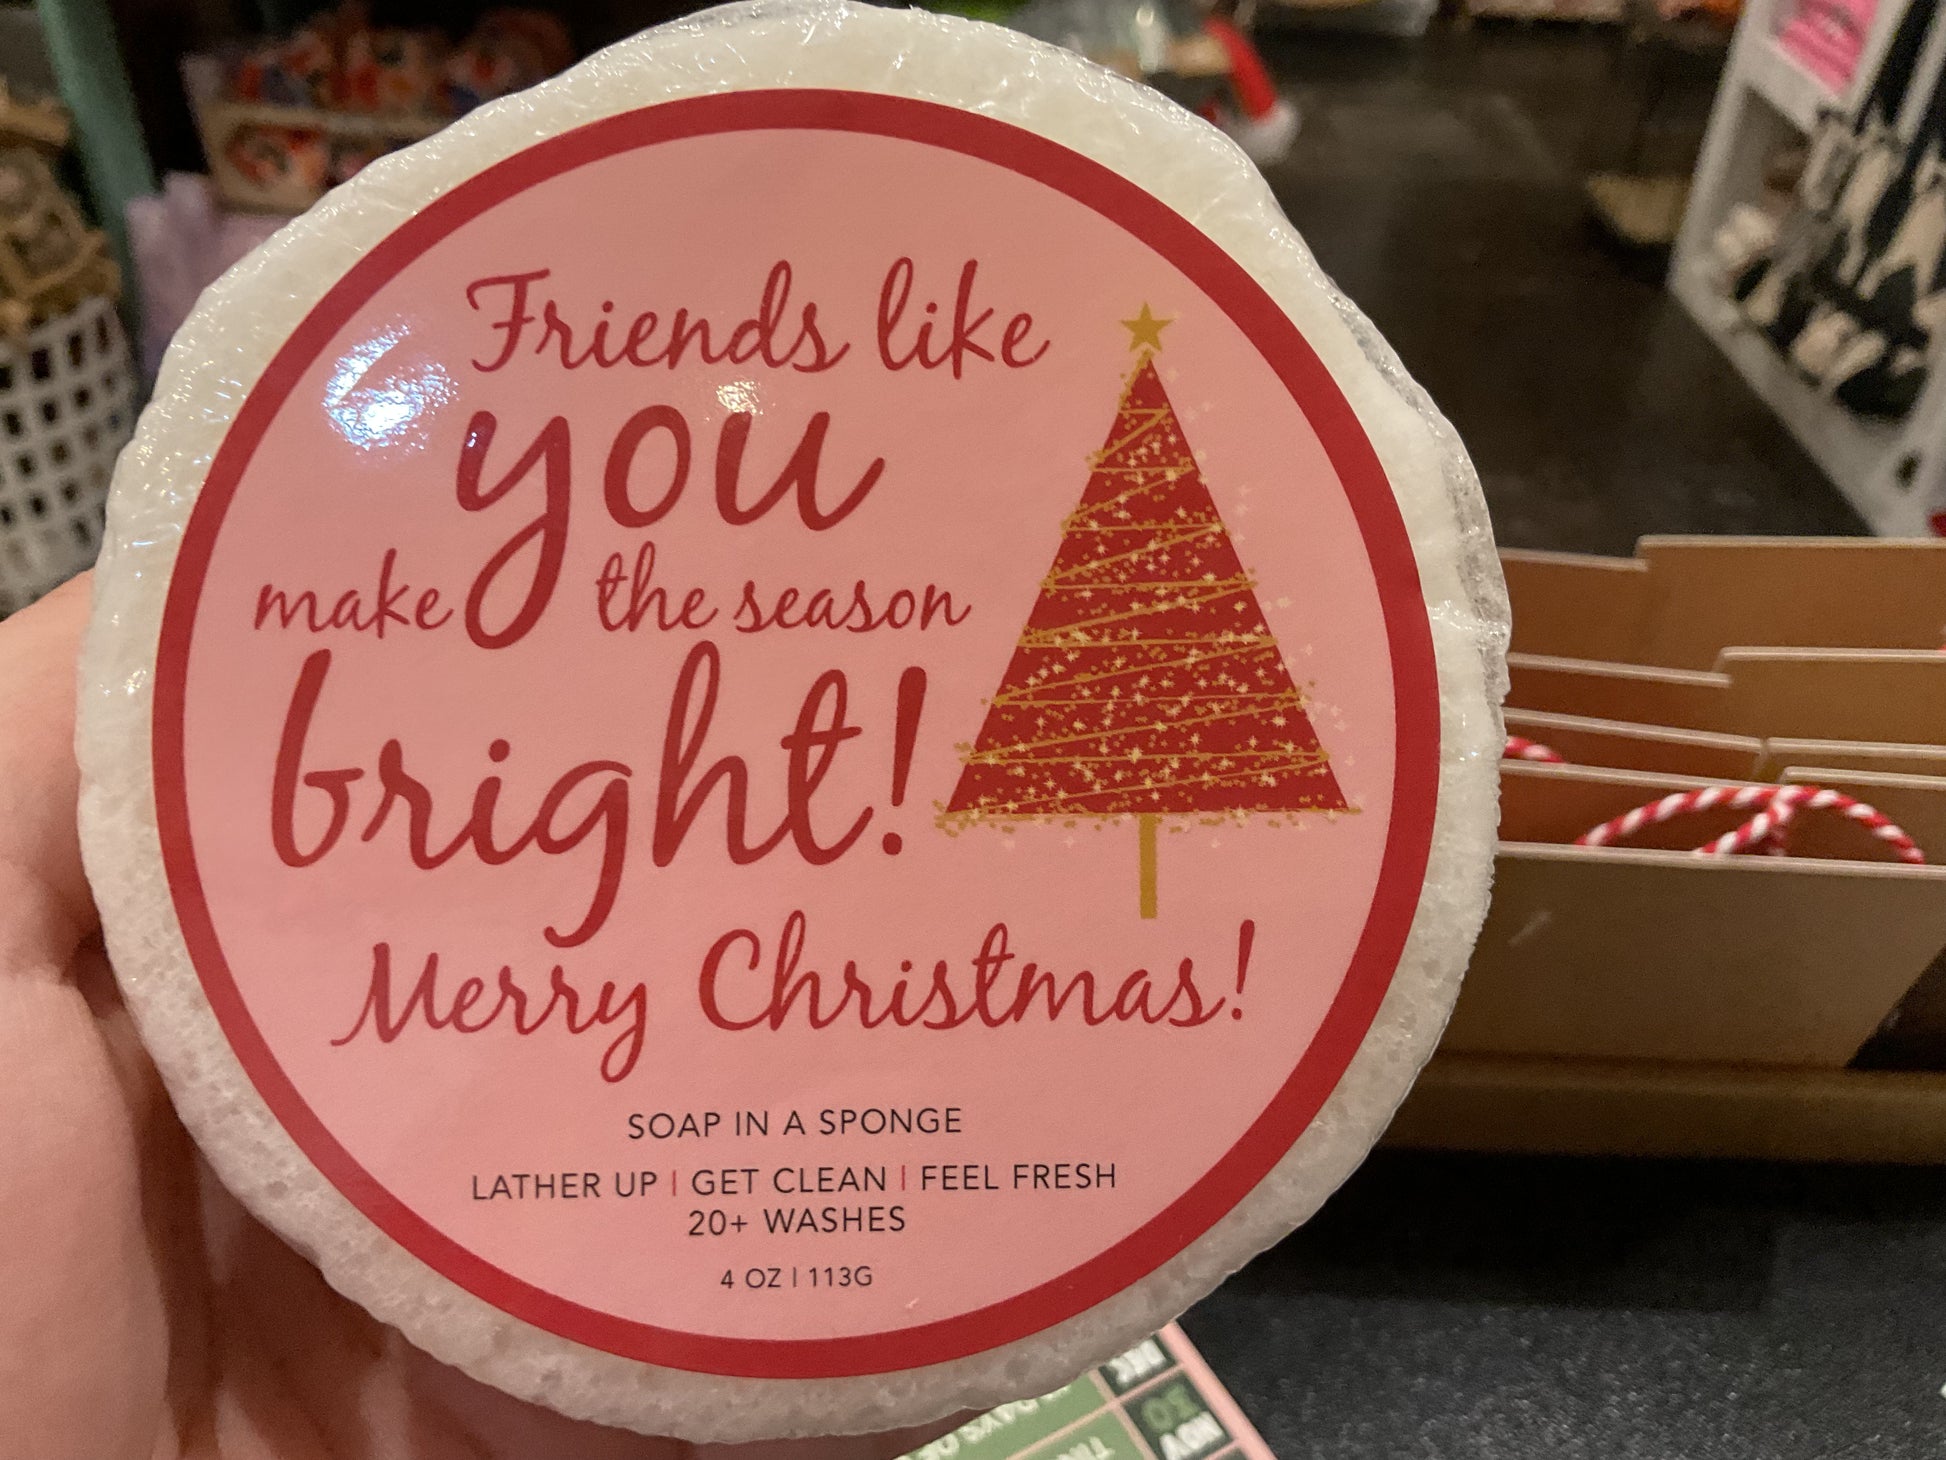 Friends like
you
make the season
bright!
Merry Christmas!
SOAP IN A SPONGE
LATHER UP | GET CLEAN | FEEL FRESH
20+ WASHES
4 OZ | 113G